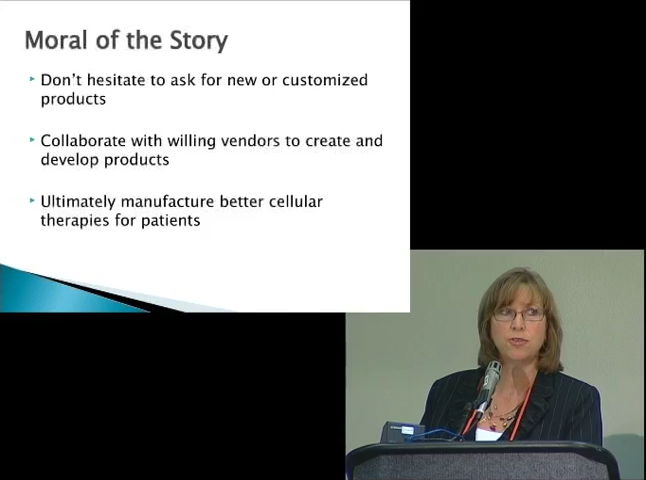 Moral of the Story
Don't hesitate to ask for new or customized
products
Collaborate with willing vendors to create and
develop products
Ultimately manufacture better cellular
therapies for patients